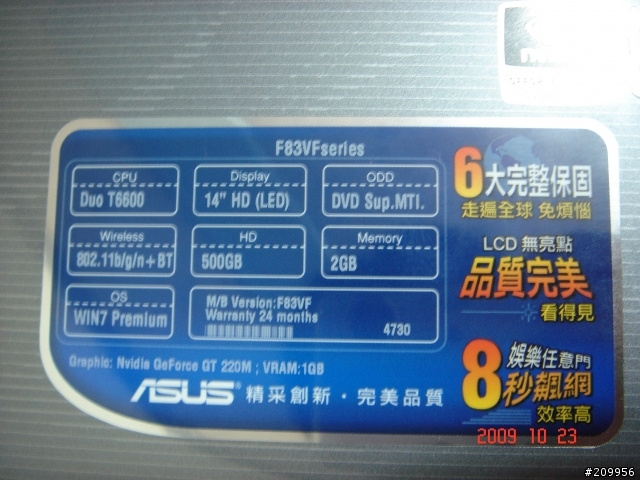 F83VFseries
CPU
Duo T6600
Display
14" HD (LED)
ODD
DVD Sup.MTI.
Wireless
802.11b/g/n+BT
HD
500GB
Memory
2GB
OS
WIN7 Premium
M/B Version:F83VF
Warranty 24 months
4730
Graphic: Nvidia GeForce GT 220M ; VRAM:1GB
ASUS® 精采創新·完美品質
6大完整保固
走遍全球 免煩惱
LCD 無亮點
品質完美
看得見
8 娛樂任意門
秒飆網
效率高
2009 10 23
#209956